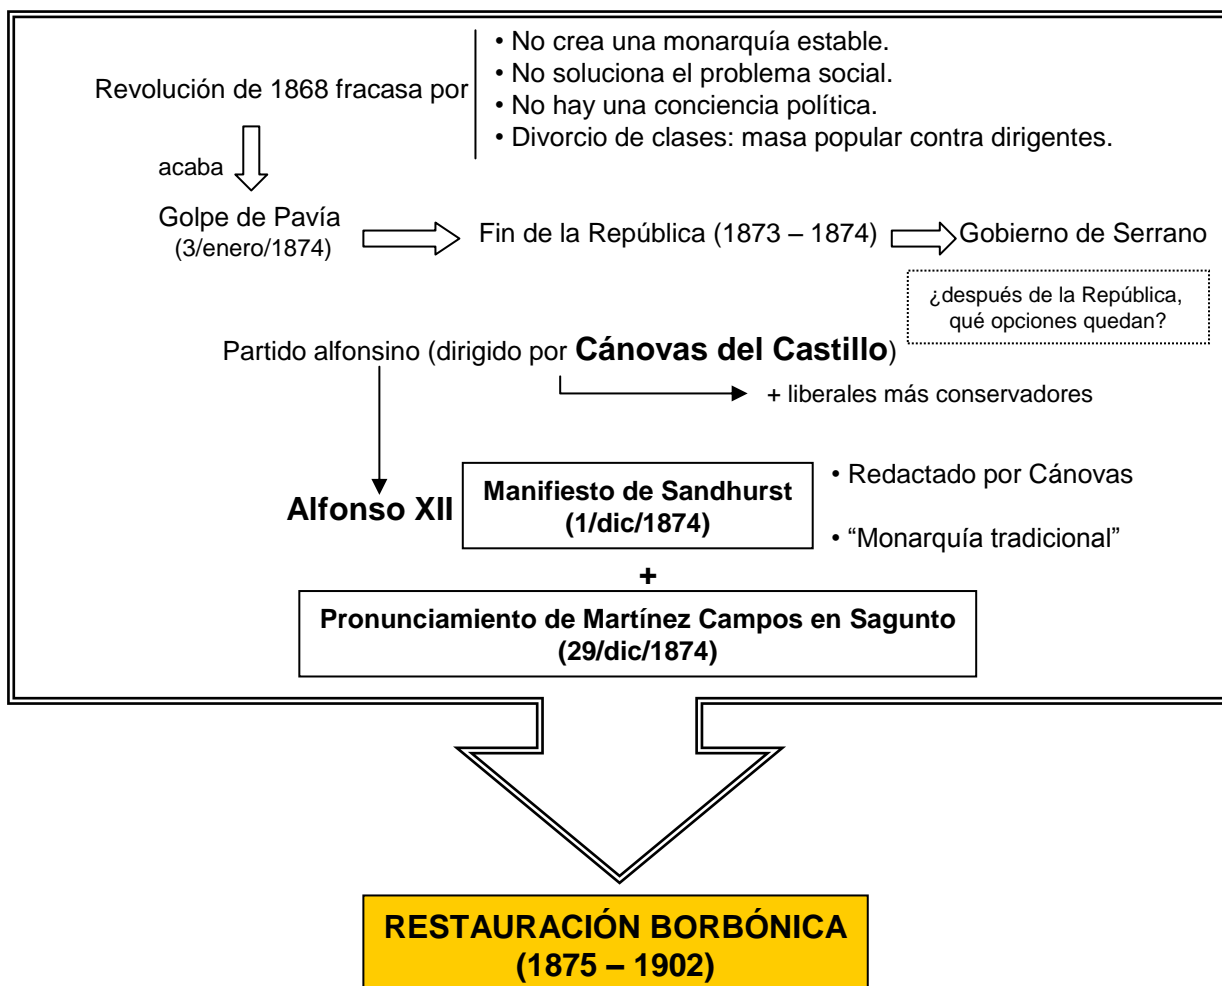 Revolución de 1868 fracasa por
• No crea una monarquía estable.
• No soluciona el problema social.
• No hay una conciencia política.
• Divorcio de clases: masa popular contra dirigentes.
acaba
Golpe de Pavía
(3/enero/1874)
Fin de la República (1873 – 1874)
Gobierno de Serrano
¿después de la República,
qué opciones quedan?
Partido alfonsino (dirigido por Cánovas del Castillo)
+ liberales más conservadores
Alfonso XII
Manifiesto de Sandhurst
(1/dic/1874)
• Redactado por Cánovas
• “Monarquía tradicional”
+
Pronunciamiento de Martínez Campos en Sagunto
(29/dic/1874)
RESTAURACIÓN BORBÓNICA
(1875 – 1902)